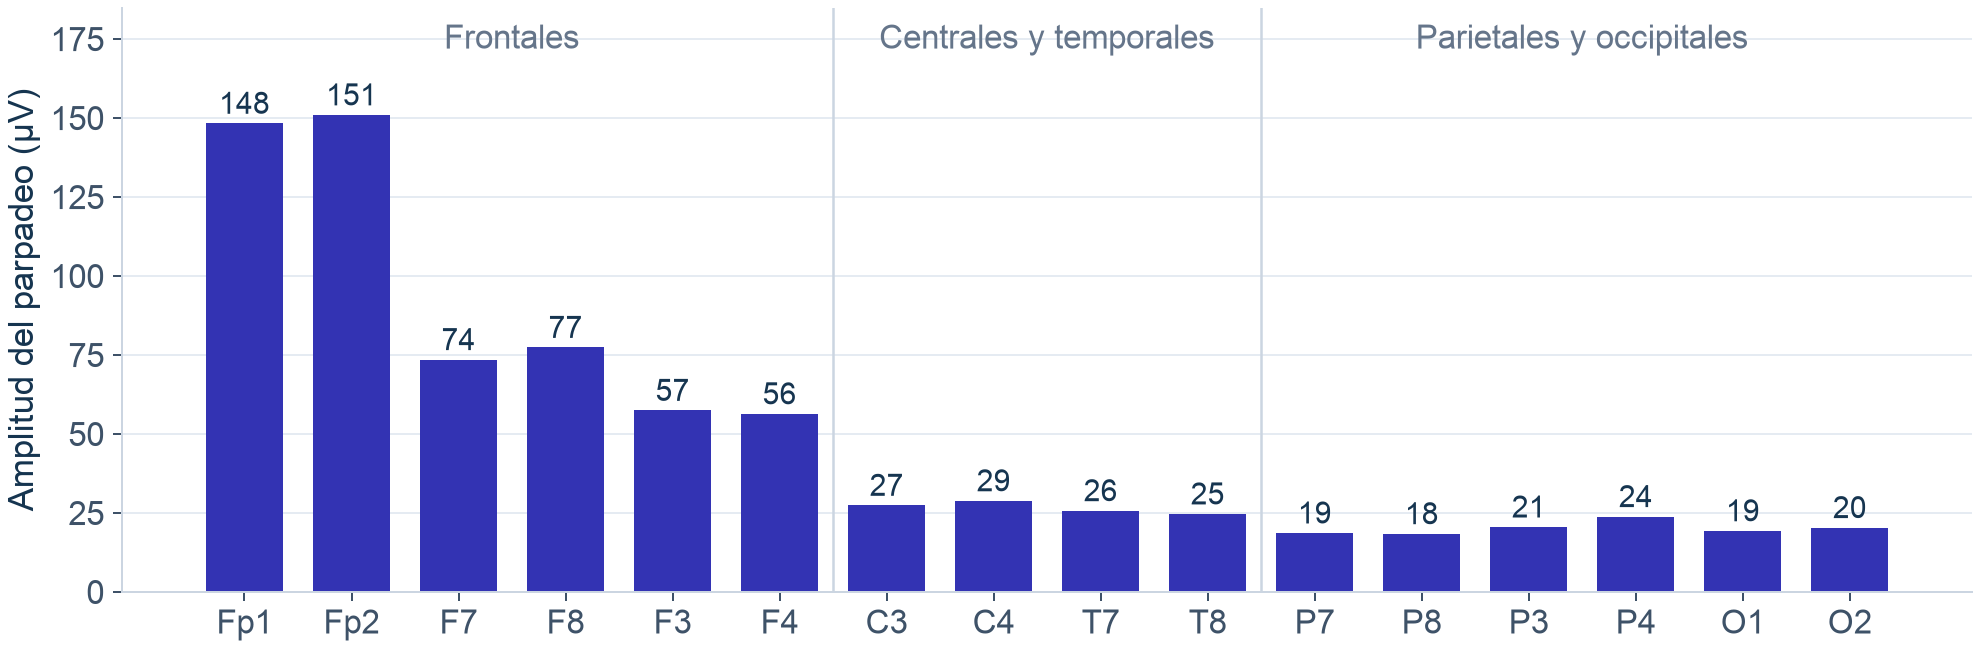 Frontales Centrales y temporales Parietales y occipitales
Amplitud del parpadeo (µV)
175
150
125
100
75
50
25
0
148 151 74 77 57 56 27 29 26 25 19 18 21 24 19 20
Fp1 Fp2 F7 F8 F3 F4 C3 C4 T7 T8 P7 P8 P3 P4 O1 O2